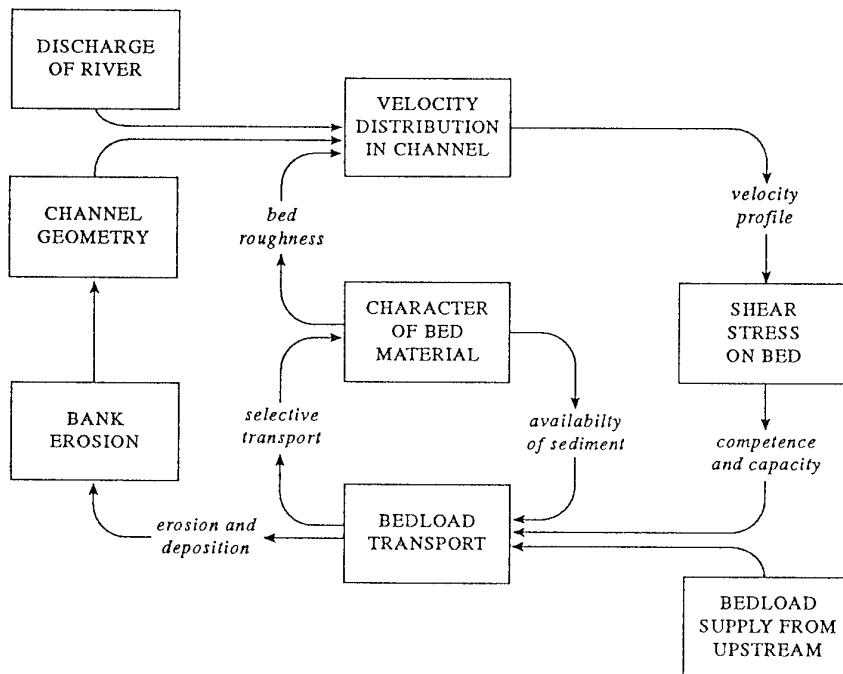 DISCHARGE
OF RIVER
VELOCITY
DISTRIBUTION
IN CHANNEL
CHANNEL
GEOMETRY
bed
roughness
velocity
profile
CHARACTER
OF BED
MATERIAL
SHEAR
STRESS
ON BED
BANK
EROSION
selective
transport
availabilty
of sediment
competence
and capacity
erosion and
deposition
BEDLOAD
TRANSPORT
BEDLOAD
SUPPLY FROM
UPSTREAM